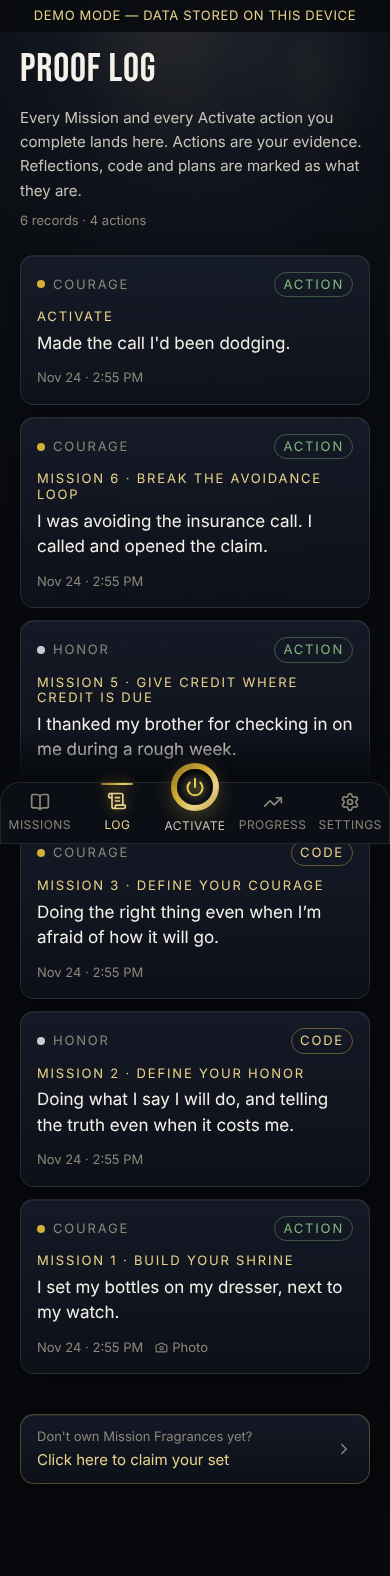 DEMO MODE — DATA STORED ON THIS DEVICE
PROOF LOG
Every Mission and every Activate action you
complete lands here. Actions are your evidence.
Reflections, code and plans are marked as what
they are.
6 records · 4 actions
COURAGE
ACTION
ACTIVATE
Made the call I'd been dodging.
Nov 24 · 2:55 PM
COURAGE
ACTION
MISSION 6 · BREAK THE AVOIDANCE
LOOP
I was avoiding the insurance call. I
called and opened the claim.
Nov 24 · 2:55 PM
HONOR
ACTION
MISSION 5 · GIVE CREDIT WHERE
CREDIT IS DUE
I thanked my brother for checking in on
me during a rough week.
MISSIONS
LOG
ACTIVATE
PROGRESS
SETTINGS
COURAGE
CODE
MISSION 3 · DEFINE YOUR COURAGE
Doing the right thing even when I’m
afraid of how it will go.
Nov 24 · 2:55 PM
HONOR
CODE
MISSION 2 · DEFINE YOUR HONOR
Doing what I say I will do, and telling
the truth even when it costs me.
Nov 24 · 2:55 PM
COURAGE
ACTION
MISSION 1 · BUILD YOUR SHRINE
I set my bottles on my dresser, next to
my watch.
Nov 24 · 2:55 PM
Photo
Don't own Mission Fragrances yet?
Click here to claim your set